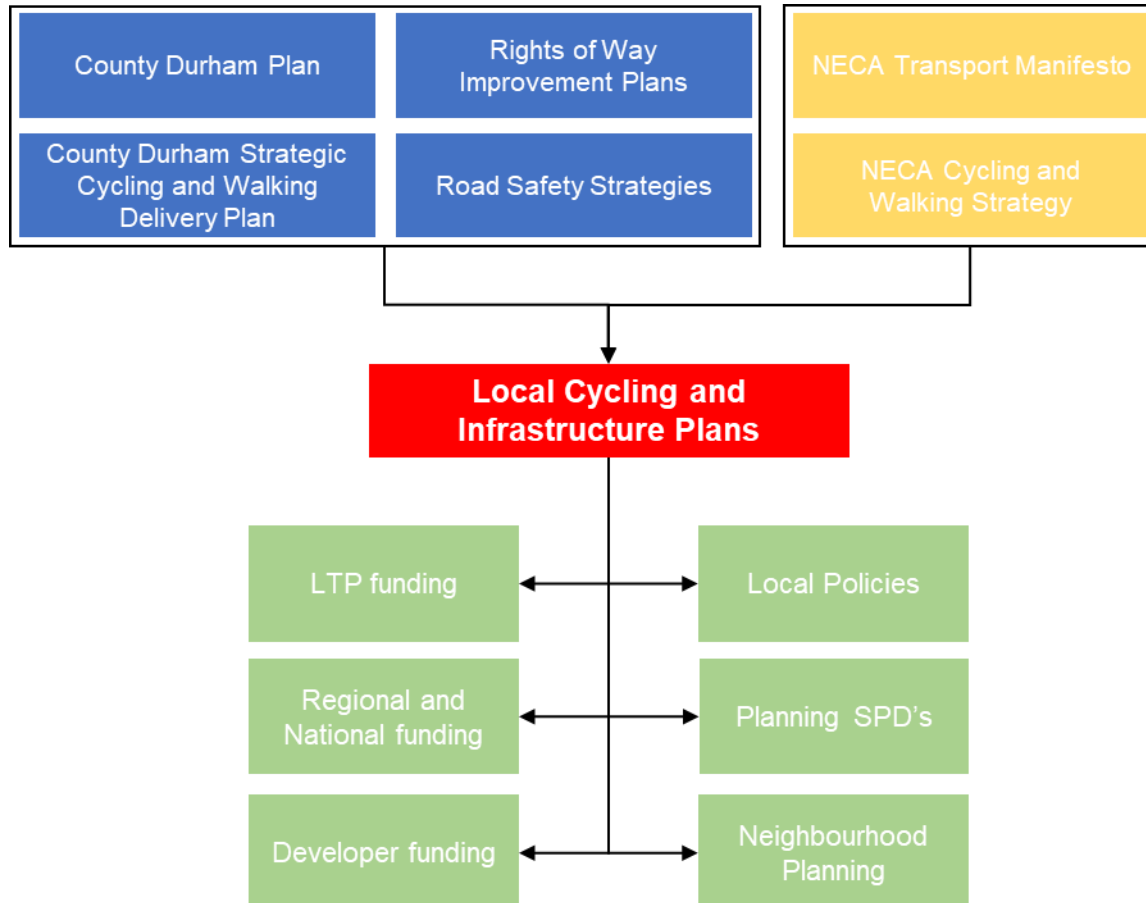 County Durham Plan
Rights of Way
Improvement Plans
NECA Transport Manifesto
County Durham Strategic
Cycling and Walking
Delivery Plan
Road Safety Strategies
NECA Cycling and
Walking Strategy
Local Cycling and
Infrastructure Plans
LTP funding
Local Policies
Regional and
National funding
Planning SPD's
Developer funding
Neighbourhood
Planning